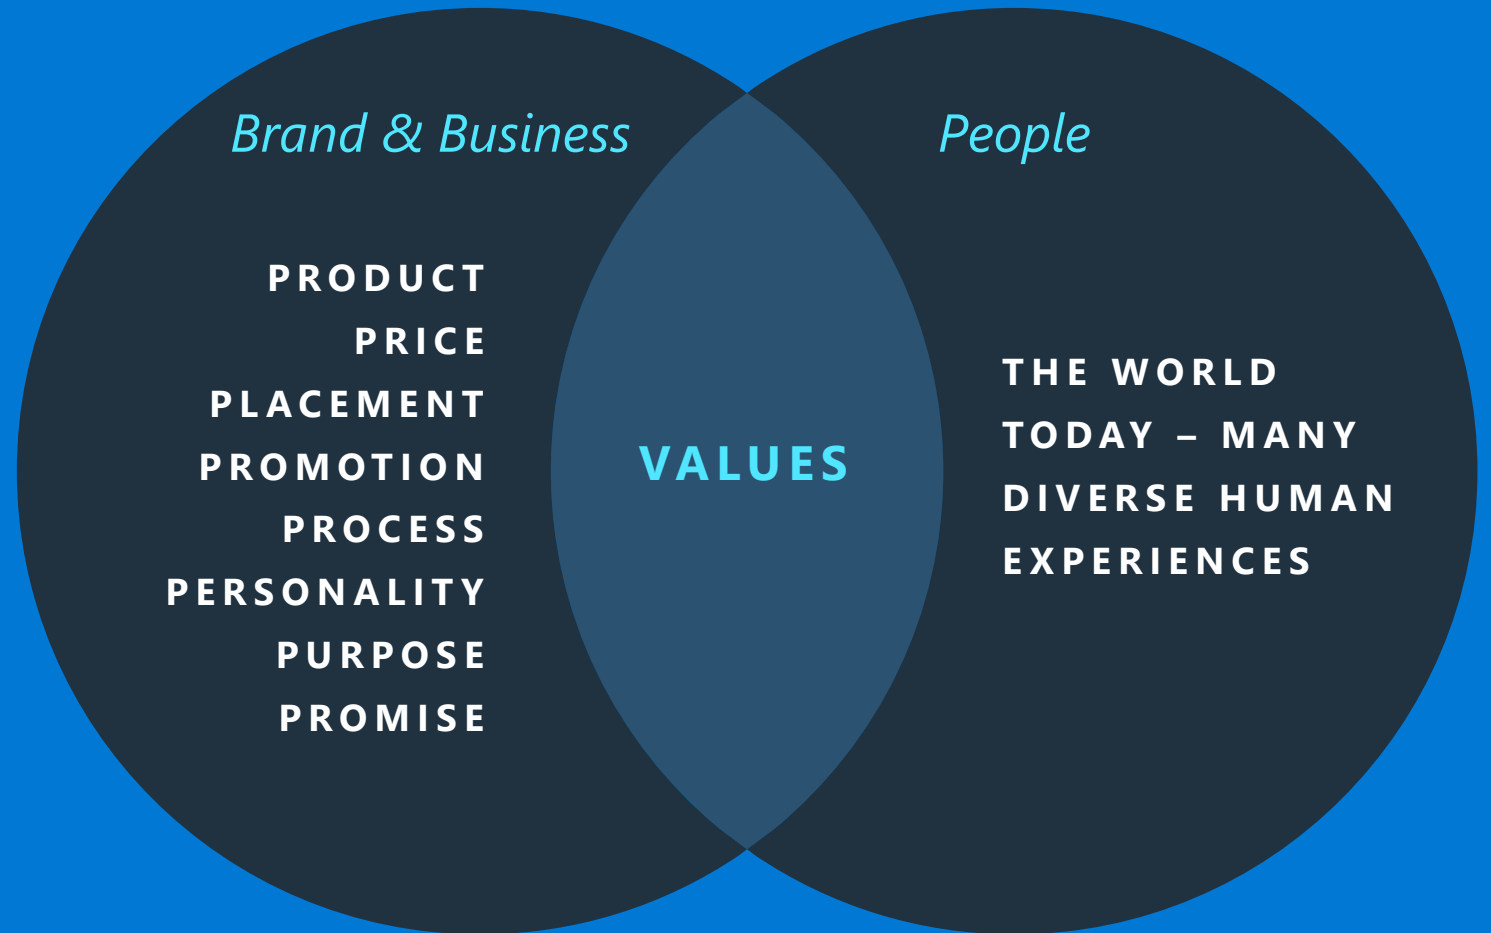 Brand & Business
PRODUCT
PRICE
PLACEMENT
PROMOTION
PROCESS
PERSONALITY
PURPOSE
PROMISE
VALUES
People
THE WORLD
TODAY – MANY
DIVERSE HUMAN
EXPERIENCES